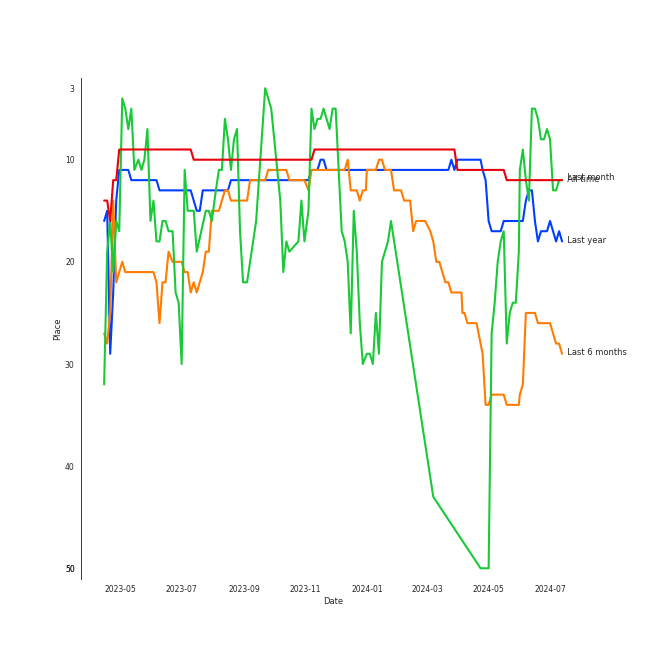 3
10
20
30
40
50
Place
2023-05
2023-07
2023-09
2023-11
2024-01
2024-03
2024-05
2024-07
Date
Last month
All time
Last year
Last 6 months